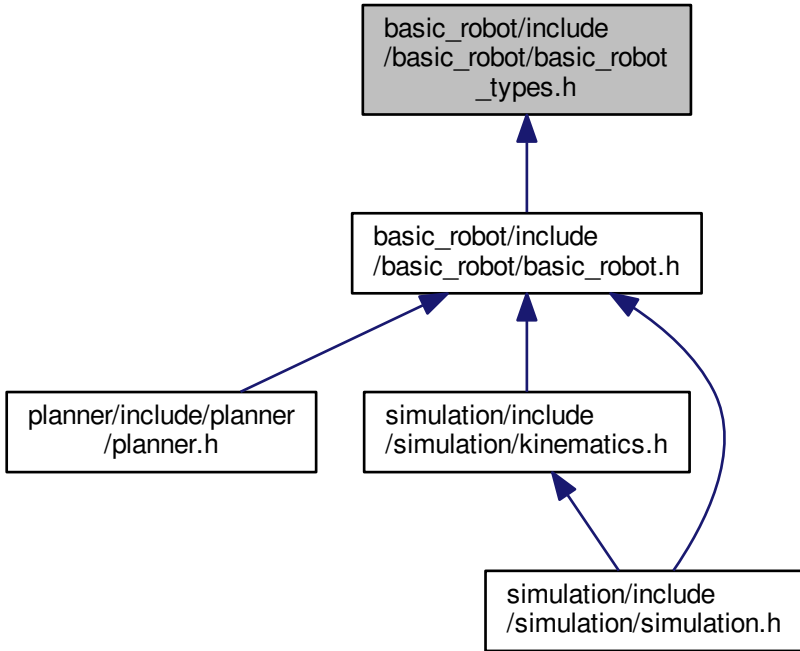 basic_robot/include
/basic_robot/basic_robot
_types.h
basic_robot/include
/basic_robot/basic_robot.h
planner/include/planner
/planner.h
simulation/include
/simulation/kinematics.h
simulation/include
/simulation/simulation.h